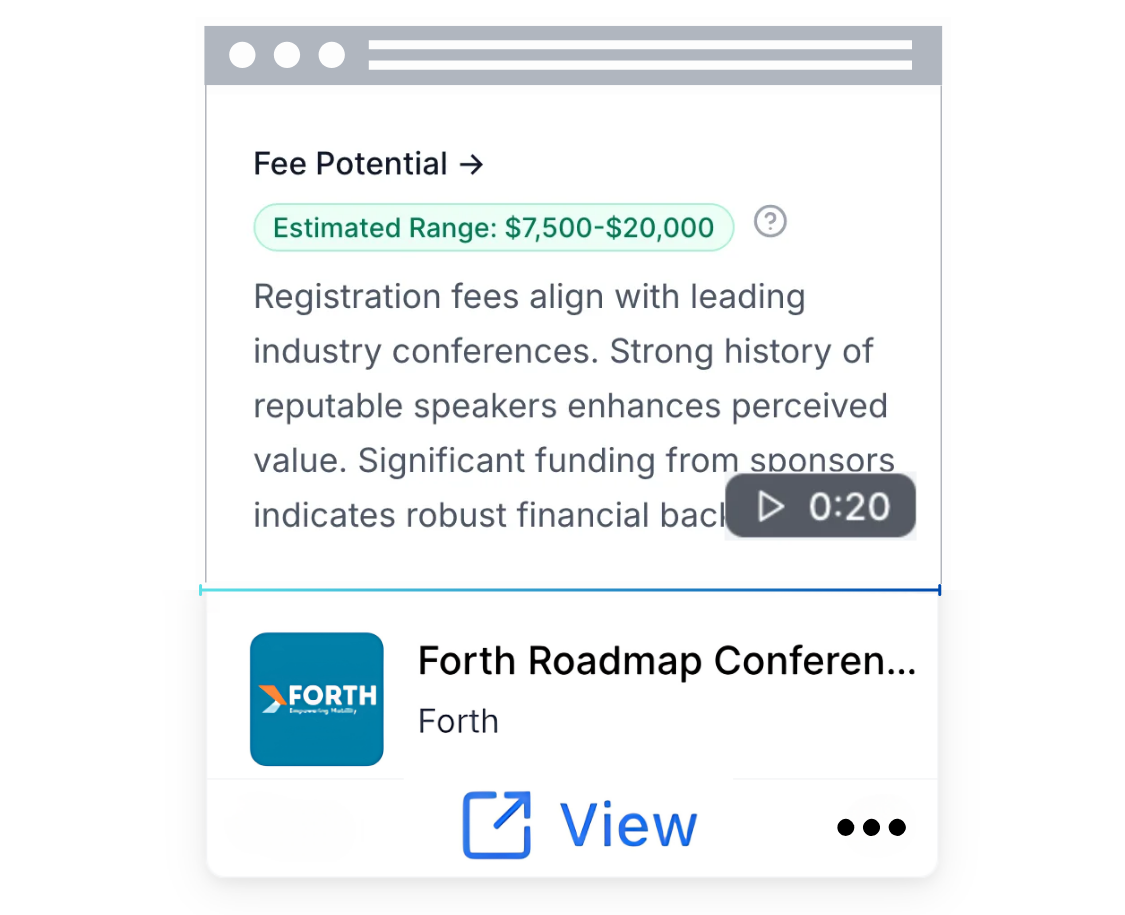 Fee Potential →
Estimated Range: $7,500-$20,000
Registration fees align with leading
industry conferences. Strong history of
reputable speakers enhances perceived
value. Significant funding from sponsors
indicates robust financial
0:20
FORTH
Empowering Mobility
Forth Roadmap Conferen...
Forth
View